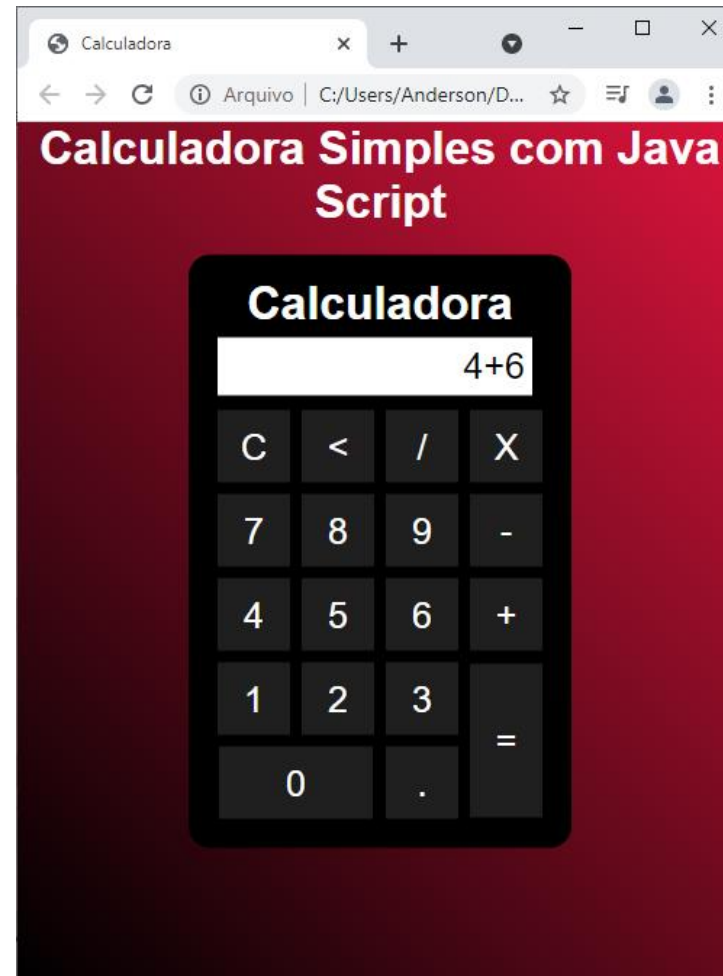 Calculadora
Arquivo | C:/Users/Anderson/D...
Calculadora Simples com Java
Script
Calculadora
4+6
C < / X
7 8 9 -
4 5 6 +
1 2 3
=
0 .